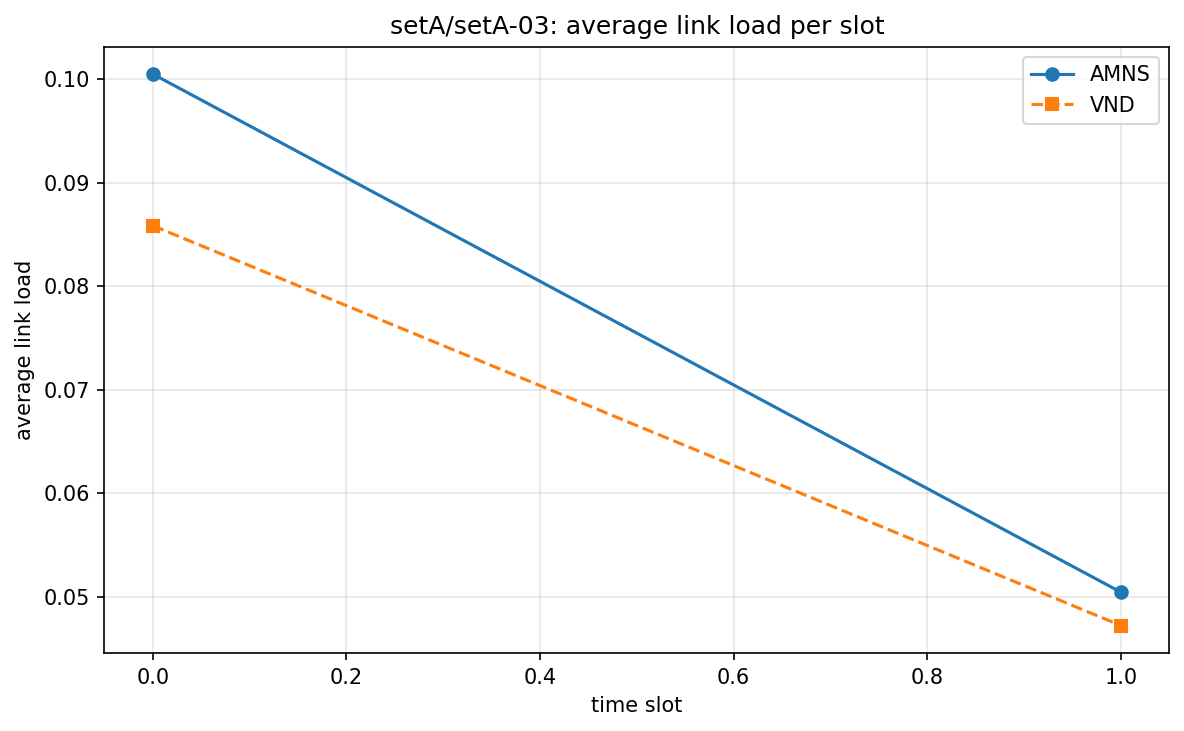 setA/setA-03: average link load per slot
AMNS
VND
average link load
0.10
0.09
0.08
0.07
0.06
0.05
0.0 0.2 0.4 0.6 0.8 1.0
time slot